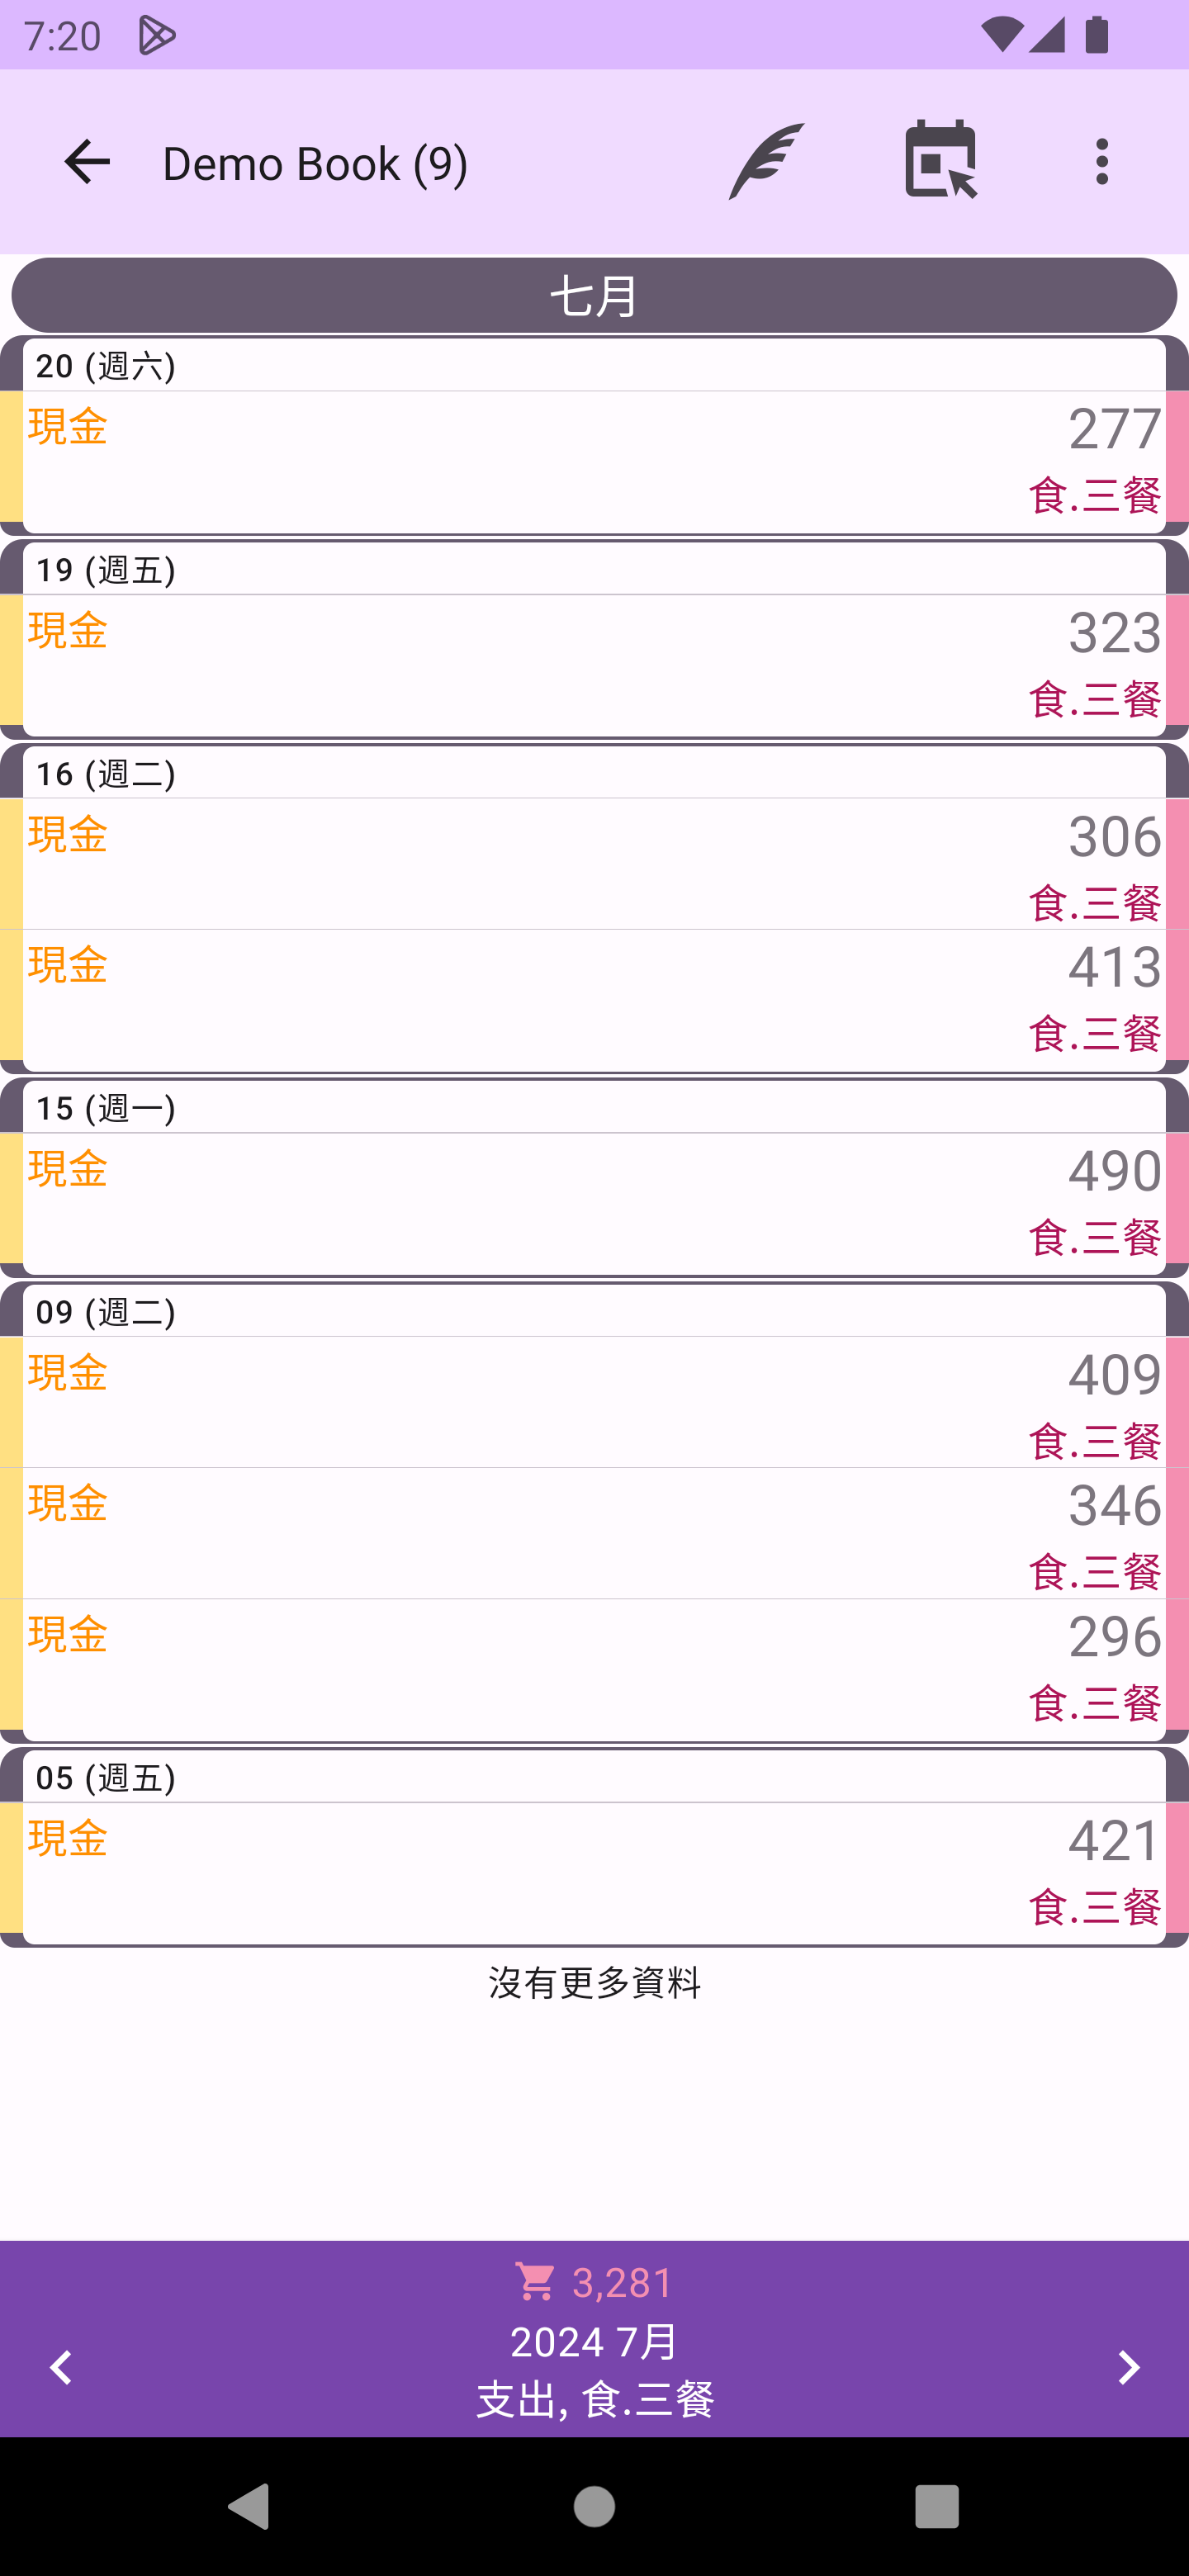 7:20
Demo Book (9)
七月
20 (週六)
現金
277
食.三餐
19 (週五)
現金
323
食.三餐
16 (週二)
現金
306
食.三餐
現金
413
食.三餐
15 (週一)
現金
490
食.三餐
09 (週二)
現金
409
食.三餐
現金
346
食.三餐
現金
296
食.三餐
05 (週五)
現金
421
食.三餐
沒有更多資料
3,281
2024 7月
支出, 食.三餐